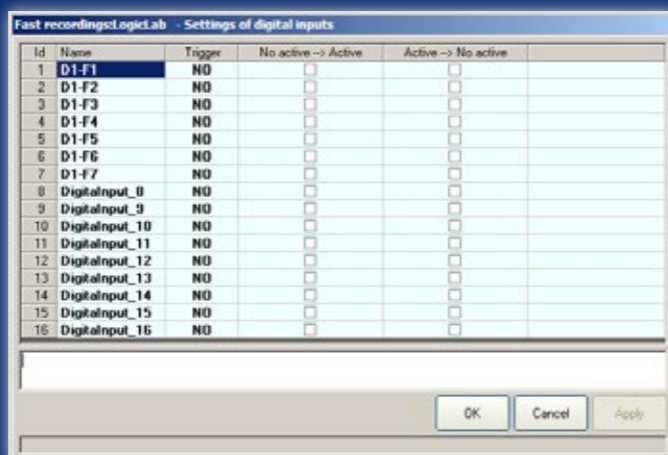 Fast recordings:LogicLab - Settings of digital inputs
Id Name Trigger No active --> Active Active --> No active
1 D1-F1 NO
2 D1-F2 NO
3 D1-F3 NO
4 D1-F4 NO
5 D1-F5 NO
6 D1-F6 NO
7 D1-F7 NO
8 DigitalInput_8 NO
9 DigitalInput_9 NO
10 DigitalInput_10 NO
11 DigitalInput_11 NO
12 DigitalInput_12 NO
13 DigitalInput_13 NO
14 DigitalInput_14 NO
15 DigitalInput_15 NO
16 DigitalInput_16 NO
OK Cancel Apply